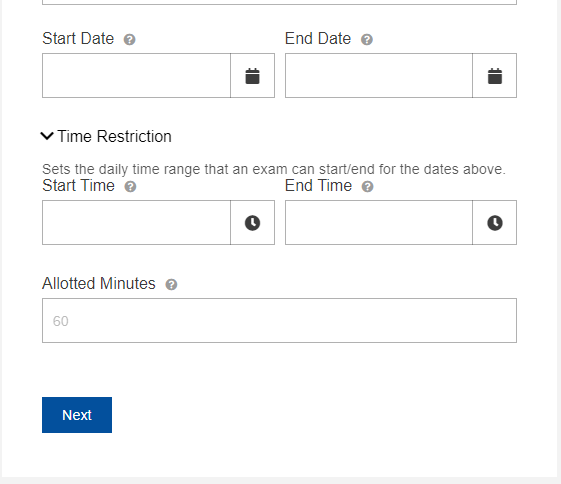 Start Date
End Date
Time Restriction
Sets the daily time range that an exam can start/end for the dates above.
Start Time
End Time
Allotted Minutes
60
Next